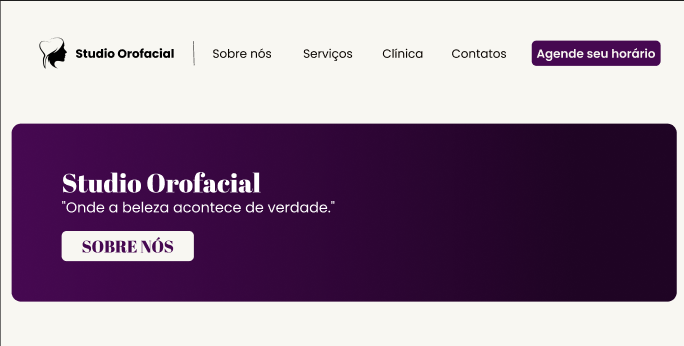 Studio Orofacial Sobre nós Serviços Clínica Contatos Agende seu horário
Studio Orofacial
"Onde a beleza acontece de verdade."
SOBRE NÓS